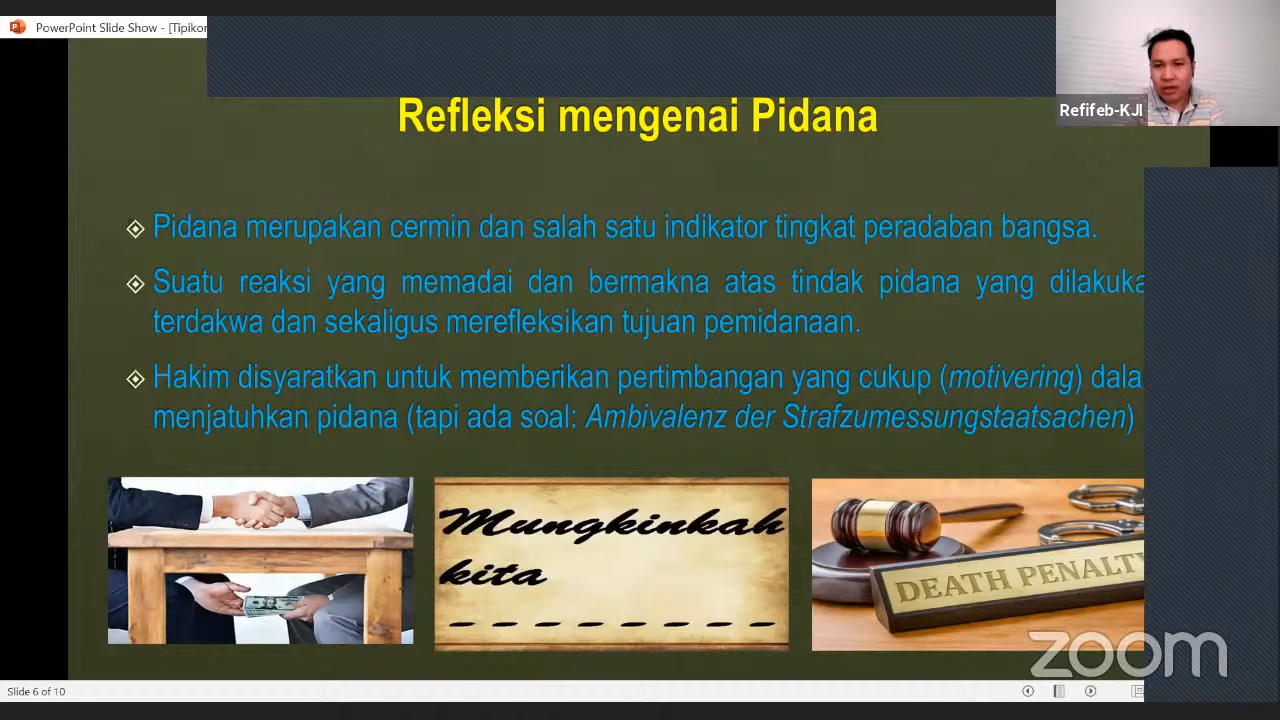 PowerPoint Slide Show - [Tipikor
Refifeb-KJI
Refleksi mengenai Pidana
Pidana merupakan cermin dan salah satu indikator tingkat peradaban bangsa.
Suatu reaksi yang memadai dan bermakna atas tindak pidana yang dilakuka
terdakwa dan sekaligus merefleksikan tujuan pemidanaan.
Hakim disyaratkan untuk memberikan pertimbangan yang cukup (motivering) dala
menjatuhkan pidana (tapi ada soal: Ambivalenz der Strafzumessungstaatsachen)
Mungkinkah
kita
_ _ _ _ _ _ _ _
DEATH PENALTY
zoom
Slide 6 of 10